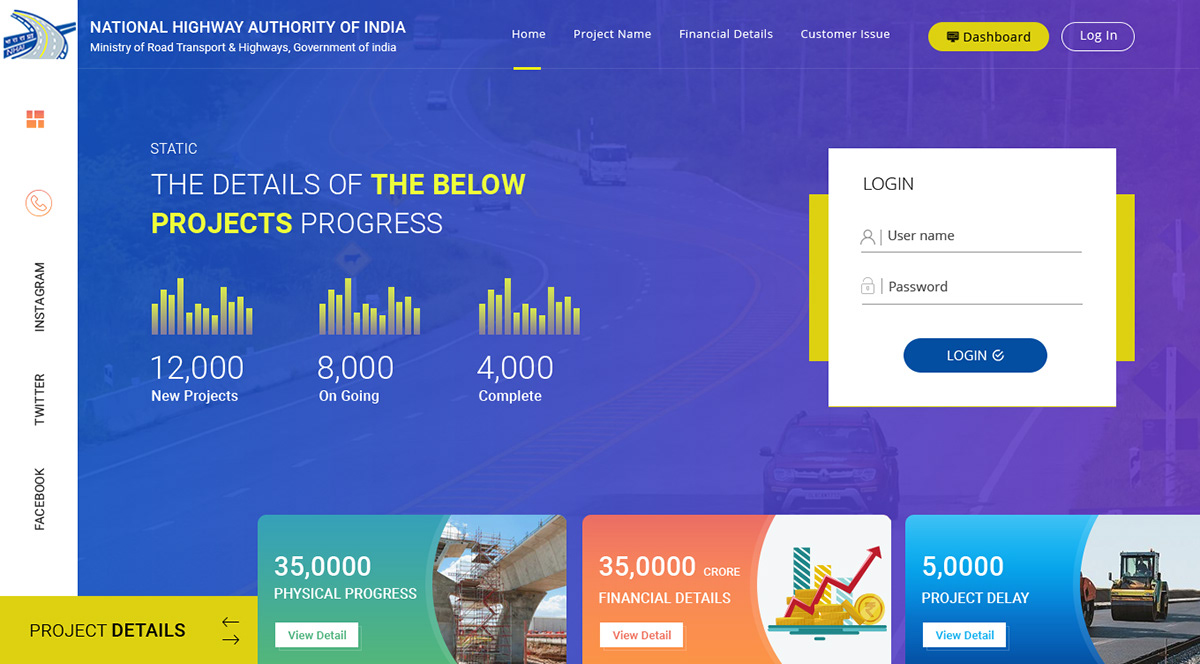 NHAI
NATIONAL HIGHWAY AUTHORITY OF INDIA
Ministry of Road Transport & Highways, Government of india
Home
Project Name
Financial Details
Customer Issue
Dashboard
Log In
INSTAGRAM
TWITTER
FACEBOOK
STATIC
THE DETAILS OF THE BELOW
PROJECTS PROGRESS
12,000
New Projects
8,000
On Going
4,000
Complete
LOGIN
User name
Password
LOGIN
PROJECT DETAILS
35,0000
PHYSICAL PROGRESS
View Detail
35,0000 CRORE
FINANCIAL DETAILS
View Detail
5,0000
PROJECT DELAY
View Detail